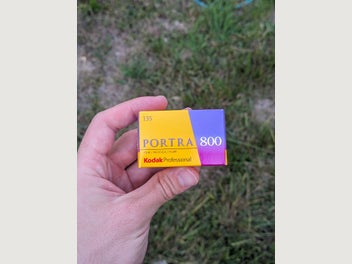 135
PORTRA 800
Kodak Professional